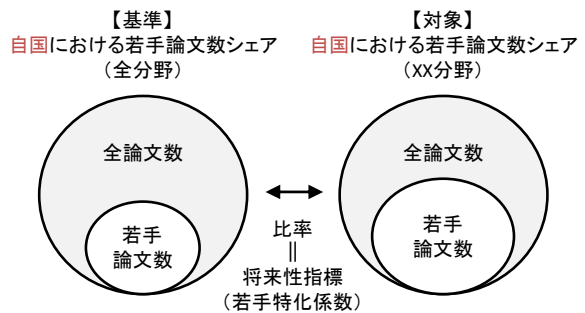 【基準】
自国における若手論文数シェア
（全分野）
【対象】
自国における若手論文数シェア
（XX分野）
全論文数
若手
論文数
全論文数
若手
論文数
比率
||
将来性指標
（若手特化係数）